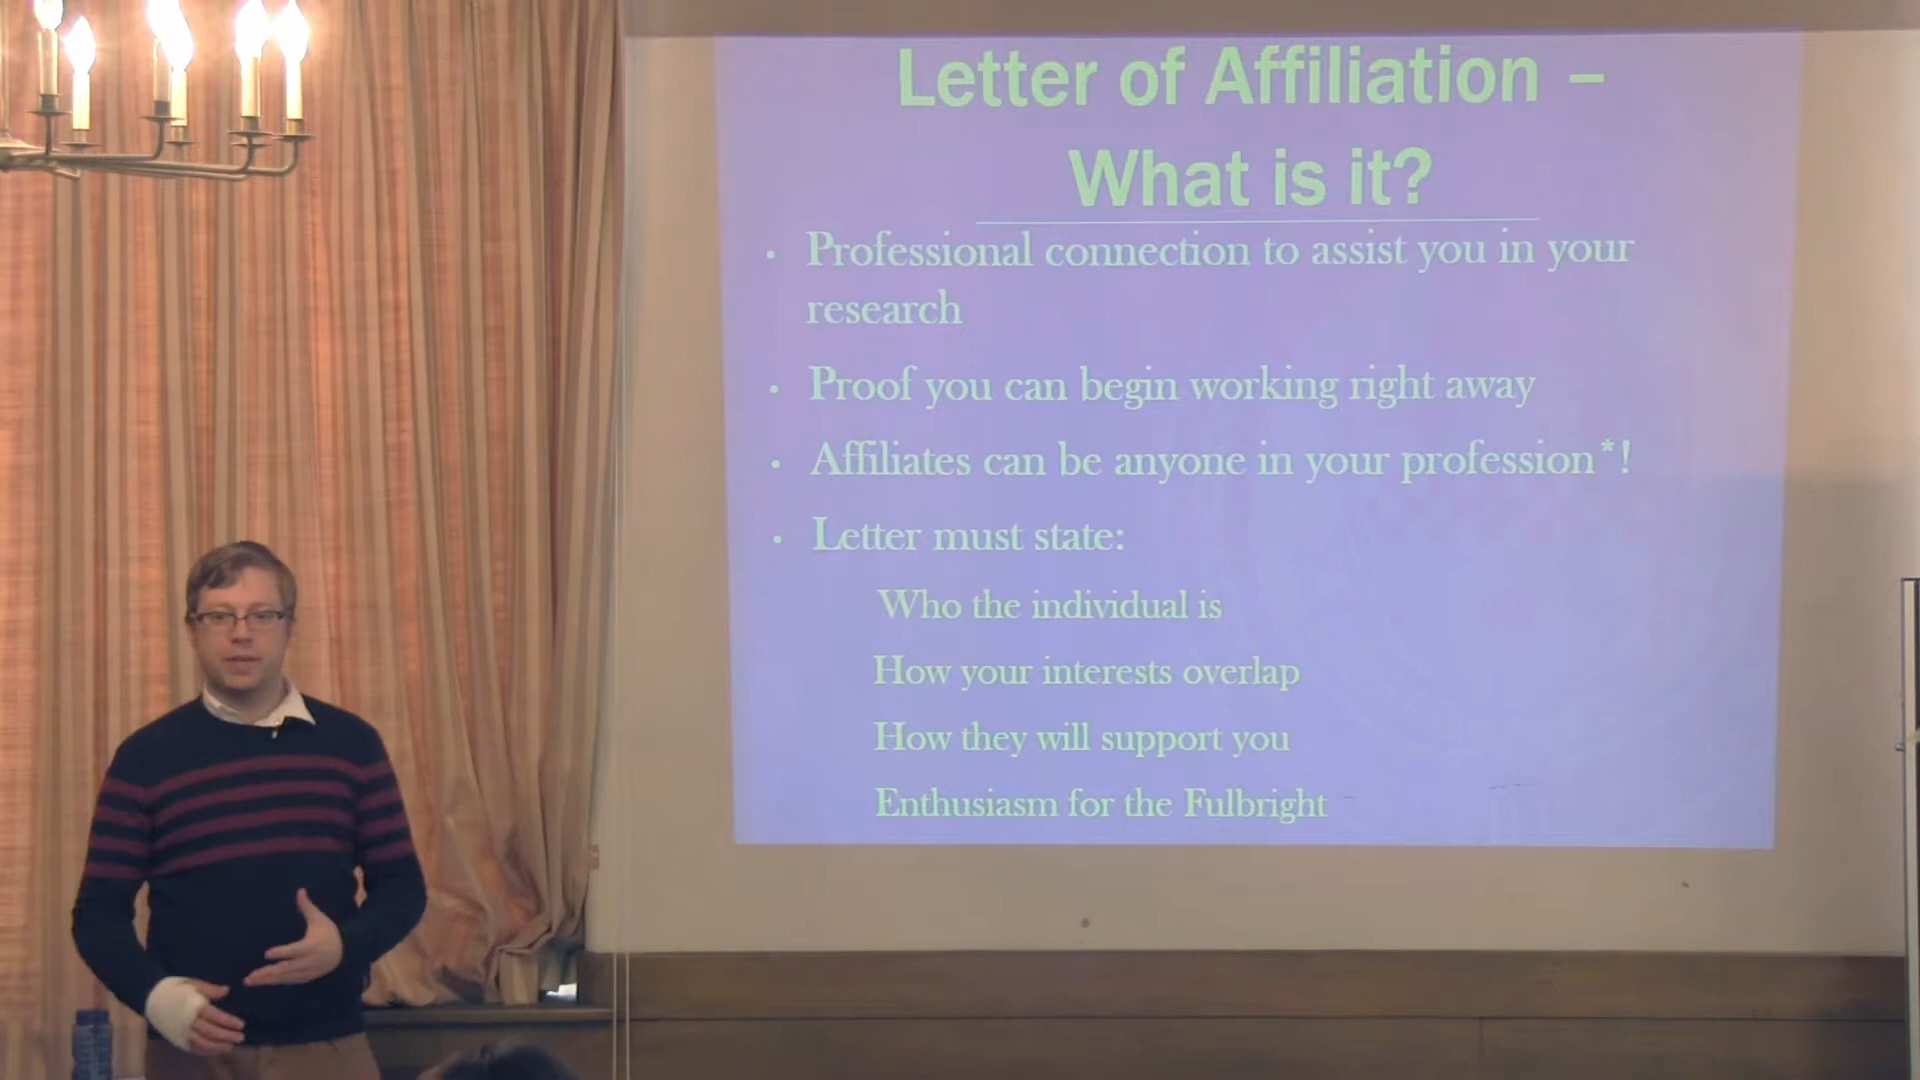 Letter of Affiliation –
What is it?
• Professional connection to assist you in your
research
• Proof you can begin working right away
• Affiliates can be anyone in your profession*!
• Letter must state:
Who the individual is
How your interests overlap
How they will support you
Enthusiasm for the Fulbright